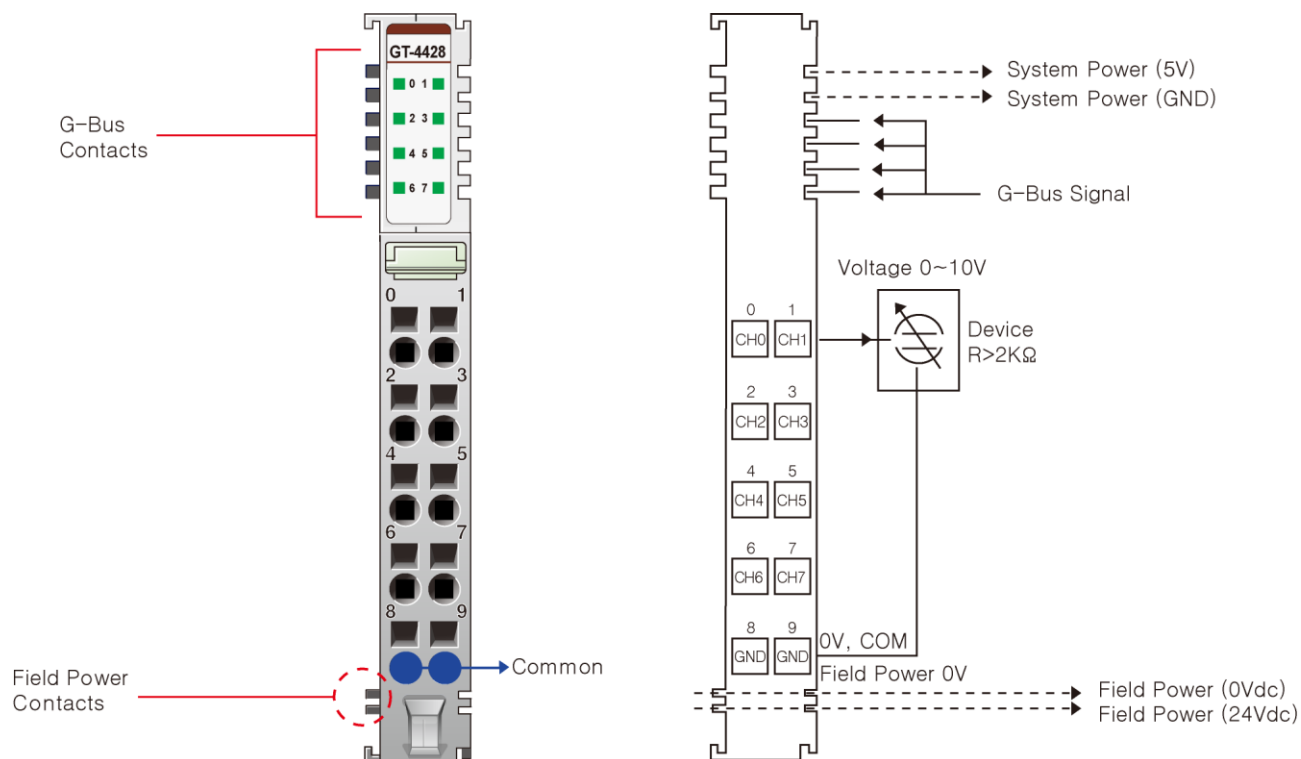 GT-4428
0 1
2 3
4 5
6 7
G-Bus
Contacts
0 1
2 3
4 5
6 7
8 9
Common
Field Power
Contacts
System Power (5V)
System Power (GND)
G-Bus Signal
Voltage 0~10V
Device
R>2KΩ
0 1
CH0 CH1
2 3
CH2 CH3
4 5
CH4 CH5
6 7
CH6 CH7
8 9
GND GND
0V, COM
Field Power 0V
Field Power (0Vdc)
Field Power (24Vdc)